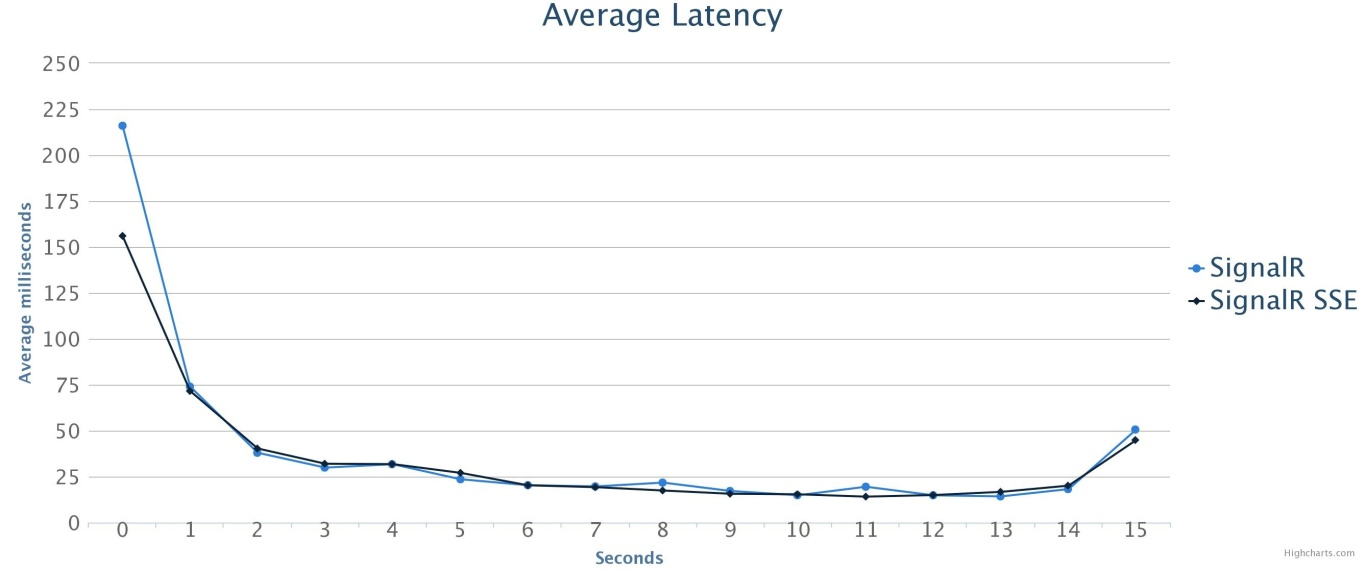 Average Latency
250
225
200
175
150
125
100
75
50
25
0
Average milliseconds
0 1 2 3 4 5 6 7 8 9 10 11 12 13 14 15
Seconds
SignalR
SignalR SSE
Highcharts.com